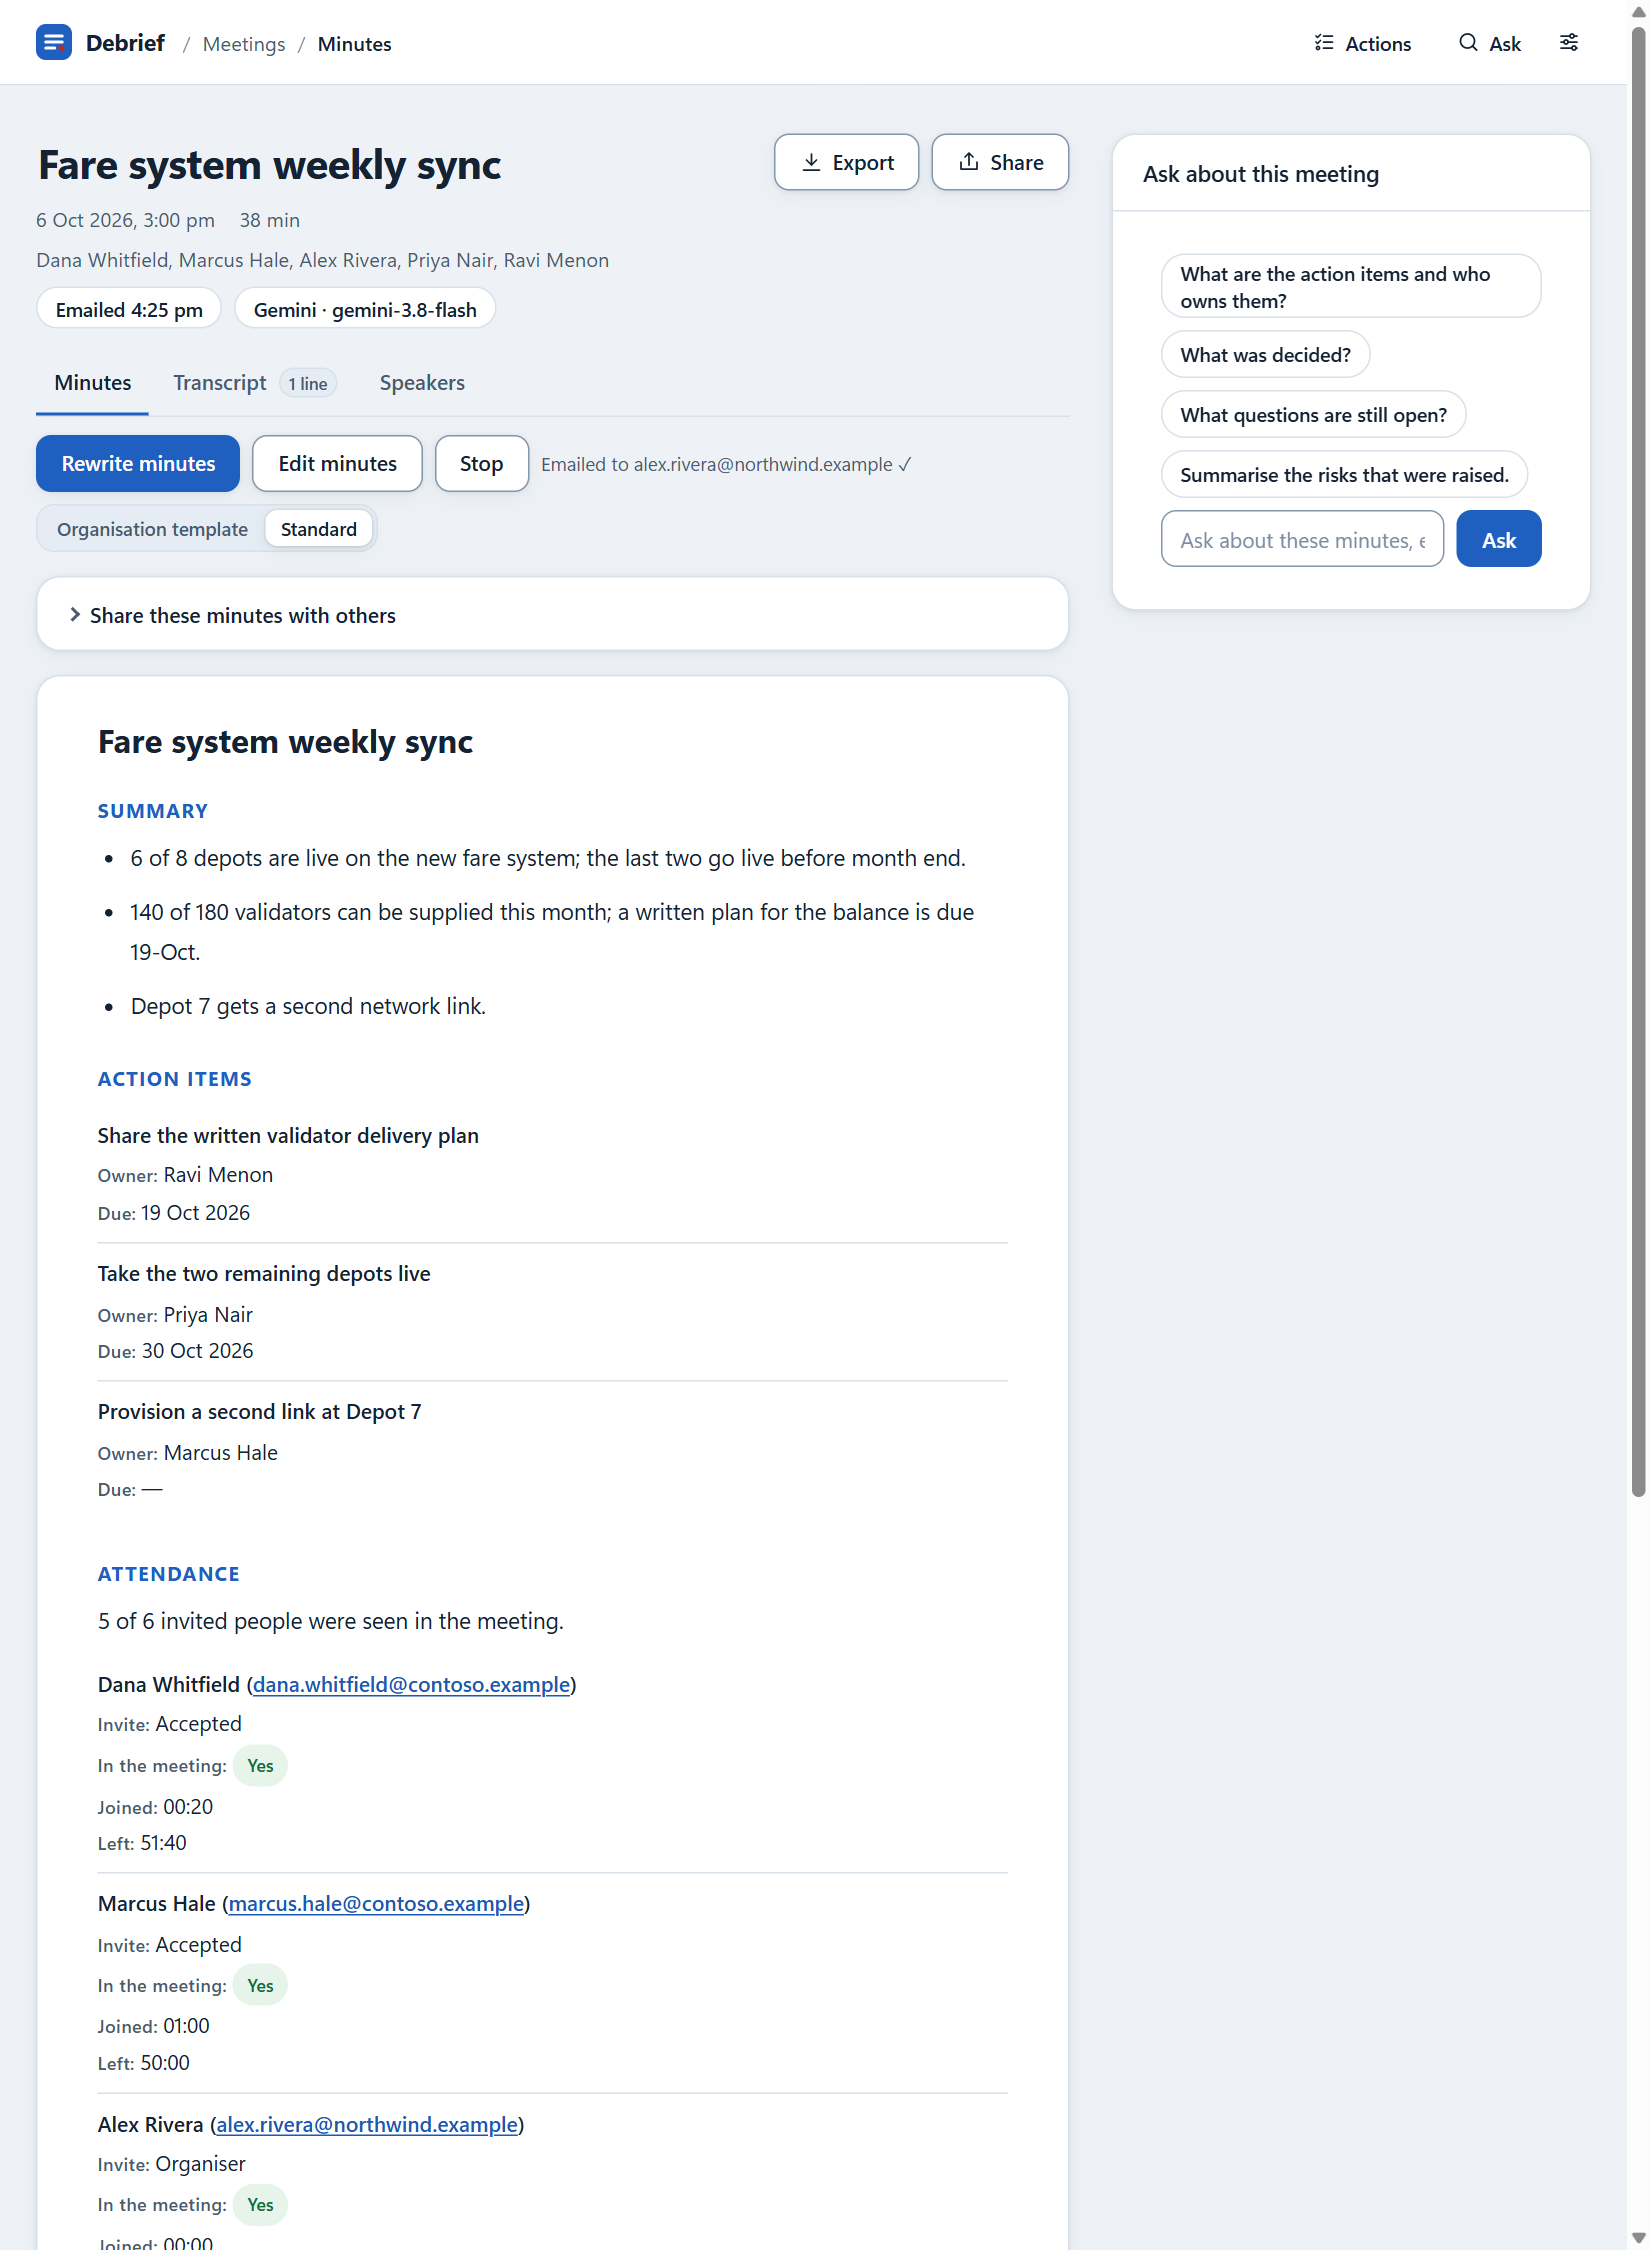 Debrief / Meetings / Minutes
Actions
Ask
Fare system weekly sync
Export
Share
6 Oct 2026, 3:00 pm 38 min
Dana Whitfield, Marcus Hale, Alex Rivera, Priya Nair, Ravi Menon
Emailed 4:25 pm
Gemini · gemini-3.8-flash
Minutes
Transcript 1 line
Speakers
Rewrite minutes
Edit minutes
Stop
Emailed to alex.rivera@northwind.example ✓
Organisation template
Standard
Share these minutes with others
Fare system weekly sync
SUMMARY
• 6 of 8 depots are live on the new fare system; the last two go live before month end.
• 140 of 180 validators can be supplied this month; a written plan for the balance is due
19-Oct.
• Depot 7 gets a second network link.
ACTION ITEMS
Share the written validator delivery plan
Owner: Ravi Menon
Due: 19 Oct 2026
Take the two remaining depots live
Owner: Priya Nair
Due: 30 Oct 2026
Provision a second link at Depot 7
Owner: Marcus Hale
Due: —
ATTENDANCE
5 of 6 invited people were seen in the meeting.
Dana Whitfield (dana.whitfield@contoso.example)
Invite: Accepted
In the meeting: Yes
Joined: 00:20
Left: 51:40
Marcus Hale (marcus.hale@contoso.example)
Invite: Accepted
In the meeting: Yes
Joined: 01:00
Left: 50:00
Alex Rivera (alex.rivera@northwind.example)
Invite: Organiser
In the meeting: Yes
Joined: 00:00
Ask about this meeting
What are the action items and who
owns them?
What was decided?
What questions are still open?
Summarise the risks that were raised.
Ask about these minutes,
Ask